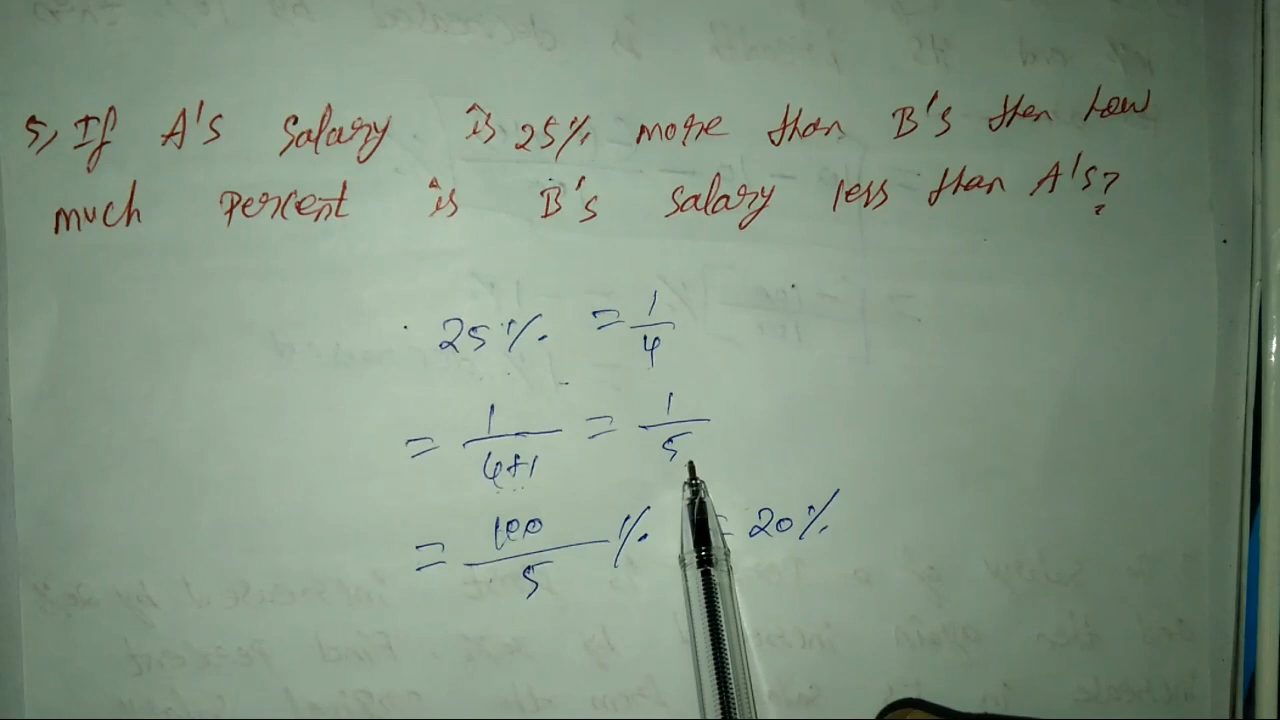 5, If A's salary is 25% more than B's then how
much percent is B's salary less than A's?
25% = 1/4
= 1/4+1 = 1/5
= 100/5 % = 20%